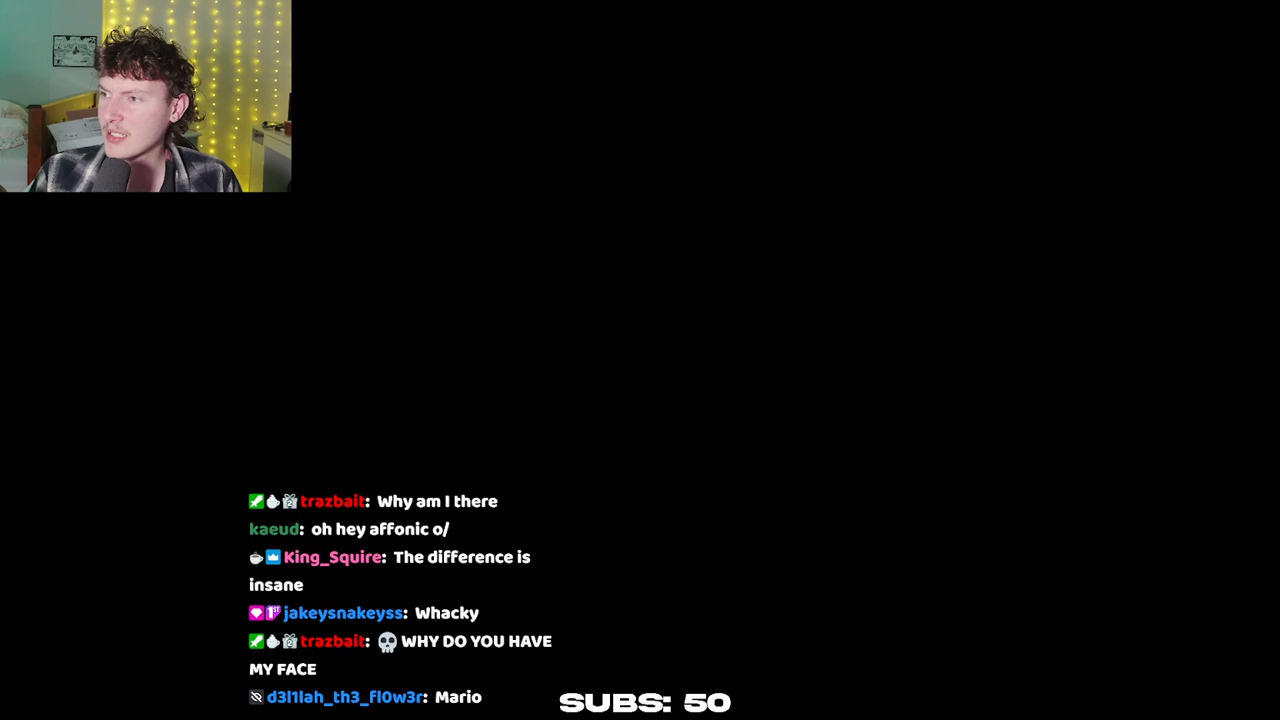 trazbait: Why am I there
kaeud: oh hey affonic o/
King_Squire: The difference is
insane
jakeysnakeyss: Whacky
trazbait: 💀 WHY DO YOU HAVE
MY FACE
d3l1lah_th3_fl0w3r: Mario
SUBS: 50